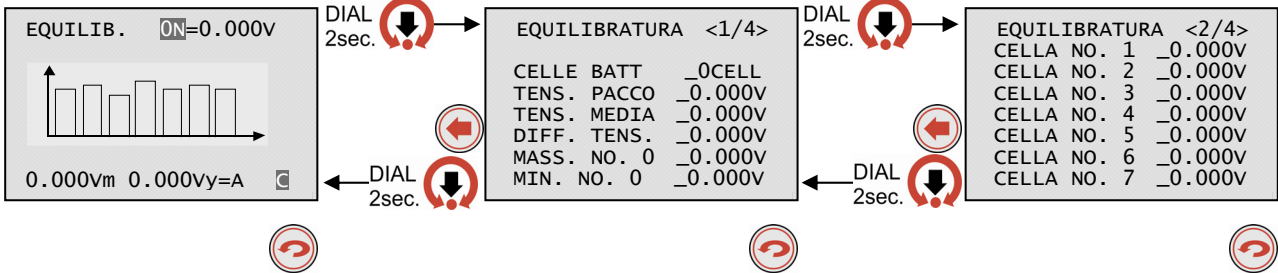 EQUILIB. ON=0.000V
0.000Vm 0.000Vy=A C
DIAL
2sec.
DIAL
2sec.
EQUILIBRATURA <1/4>
CELLE BATT _0CELL
TENS. PACCO _0.000V
TENS. MEDIA _0.000V
DIFF. TENS. _0.000V
MASS. NO. 0 _0.000V
MIN. NO. 0 _0.000V
DIAL
2sec.
DIAL
2sec.
EQUILIBRATURA <2/4>
CELLA NO. 1 _0.000V
CELLA NO. 2 _0.000V
CELLA NO. 3 _0.000V
CELLA NO. 4 _0.000V
CELLA NO. 5 _0.000V
CELLA NO. 6 _0.000V
CELLA NO. 7 _0.000V